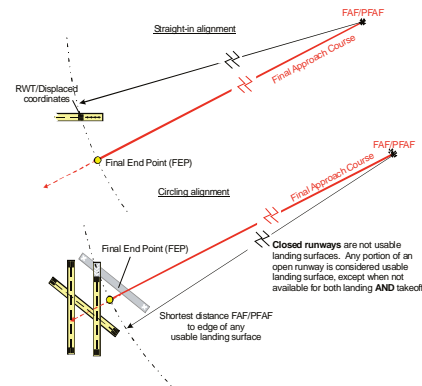 FAF/PFAF
Straight-in alignment
Final Approach Course
RWT/Displaced
coordinates
Final End Point (FEP)
FAF/PFAF
Circling alignment
Final Approach Course
Final End Point (FEP)
Closed runways are not usable
landing surfaces. Any portion of an
open runway is considered usable
landing surface, except when not
available for both landing AND takeoff
Shortest distance FAF/PFAF
to edge of any
usable landing surface